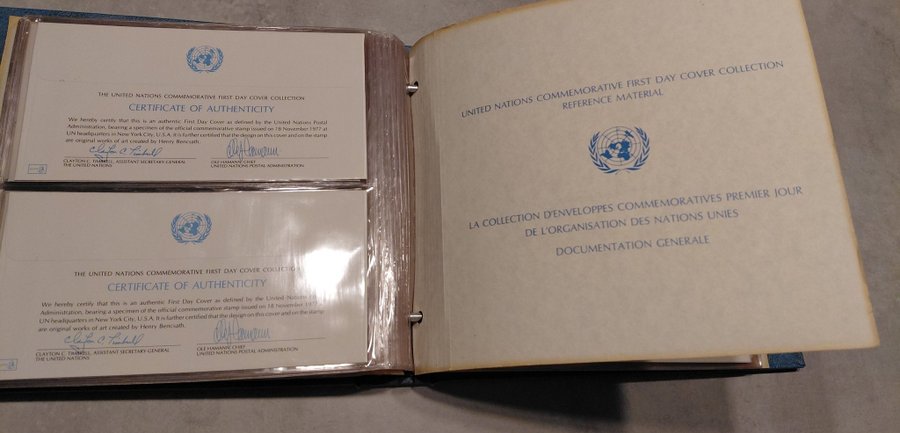 THE UNITED NATIONS COMMEMORATIVE FIRST DAY COVER COLLECTION
CERTIFICATE OF AUTHENTICITY
We hereby certify that this is an authentic First Day Cover as defined by the United Nations Postal
Administration, bearing a specimen of the official commemorative stamp issued on 18 November 1977 at
UN headquarters in New York City, U.S.A. It is further certified that the design on this cover and on the stamp
are original works of art created by Henry Bencsath.
CLAYTON C. TIMBRELL, ASSISTANT SECRETARY-GENERAL
THE UNITED NATIONS
OLE HAMANN, CHIEF
UNITED NATIONS POSTAL ADMINISTRATION
THE UNITED NATIONS COMMEMORATIVE FIRST DAY COVER COLLECTION
CERTIFICATE OF AUTHENTICITY
We hereby certify that this is an authentic First Day Cover as defined by the United Nations
Administration, bearing a specimen of the official commemorative stamp issued on 18 November 1977
UN headquarters in New York City, U.S.A. It is further certified that the design on this cover and on the stamp
are original works of art created by Henry Bencsath.
CLAYTON C. TIMBRELL, ASSISTANT SECRETARY-GENERAL
THE UNITED NATIONS
OLE HAMANN, CHIEF
UNITED NATIONS POSTAL ADMINISTRATION
UNITED NATIONS COMMEMORATIVE FIRST DAY COVER COLLECTION
REFERENCE MATERIAL
LA COLLECTION D'ENVELOPPES COMMEMORATIVES PREMIER JOUR
DE L'ORGANISATION DES NATIONS UNIES
DOCUMENTATION GENERALE